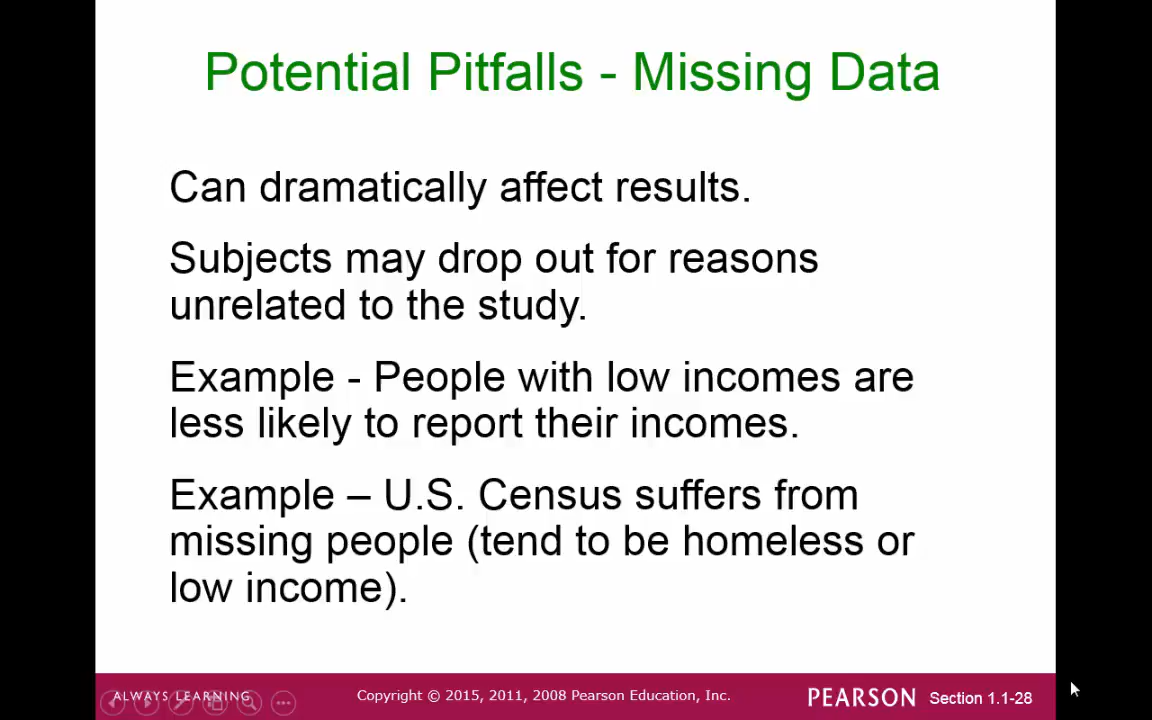 Potential Pitfalls - Missing Data
Can dramatically affect results.
Subjects may drop out for reasons
unrelated to the study.
Example - People with low incomes are
less likely to report their incomes.
Example – U.S. Census suffers from
missing people (tend to be homeless or
low income).
ALWAYS LEARNING
Copyright © 2015, 2011, 2008 Pearson Education, Inc.
PEARSON
Section 1.1-28